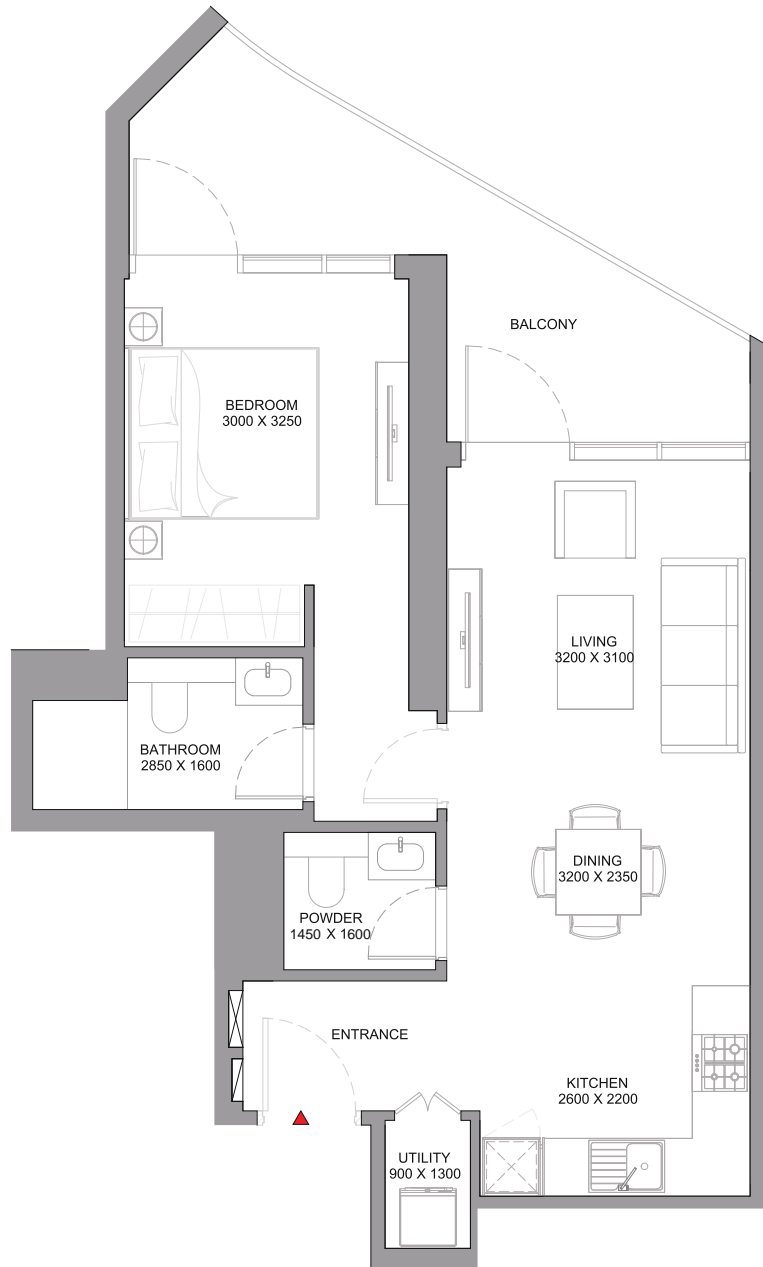 BALCONY
BEDROOM
3000 X 3250
LIVING
3200 X 3100
BATHROOM
2850 X 1600
DINING
3200 X 2350
POWDER
1450 X 1600
ENTRANCE
KITCHEN
2600 X 2200
UTILITY
900 X 1300